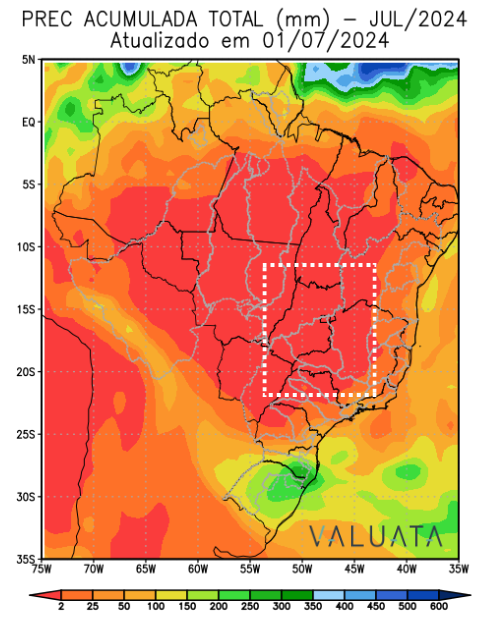 PREC ACUMULADA TOTAL (mm) – JUL/2024
Atualizado em 01/07/2024
5N
EQ
5S
10S
15S
20S
25S
30S
35S
VALUATA
75W 70W 65W 60W 55W 50W 45W 40W 35W
2 25 50 100 150 200 250 300 350 400 450 500 600